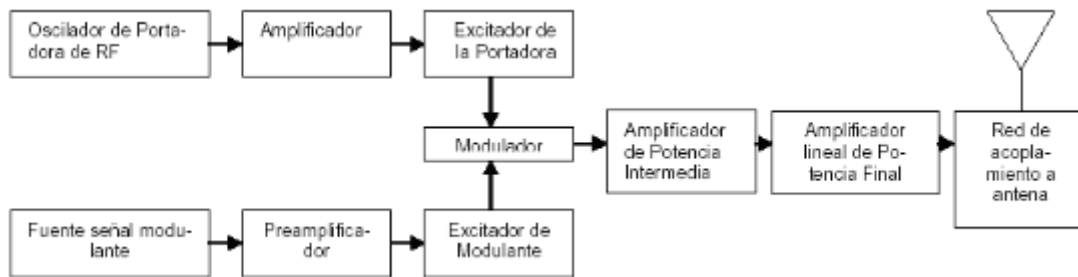 Oscilador de Porta-
dora de RF
Amplificador
Excitador de
la Portadora
Modulador
Amplificador
de Potencia
Intermedia
Amplificador
lineal de Po-
tencia Final
Red de
acopla-
miento a
antena
Fuente señal modu-
lante
Preamplifica-
dor
Excitador de
Modulante